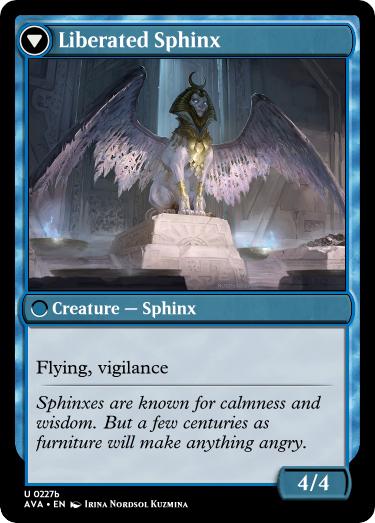 Liberated Sphinx
Creature — Sphinx
Flying, vigilance
Sphinxes are known for calmness and
wisdom. But a few centuries as
furniture will make anything angry.
4/4
U 0227b
AVA • EN Irina Nordsol Kuzmina